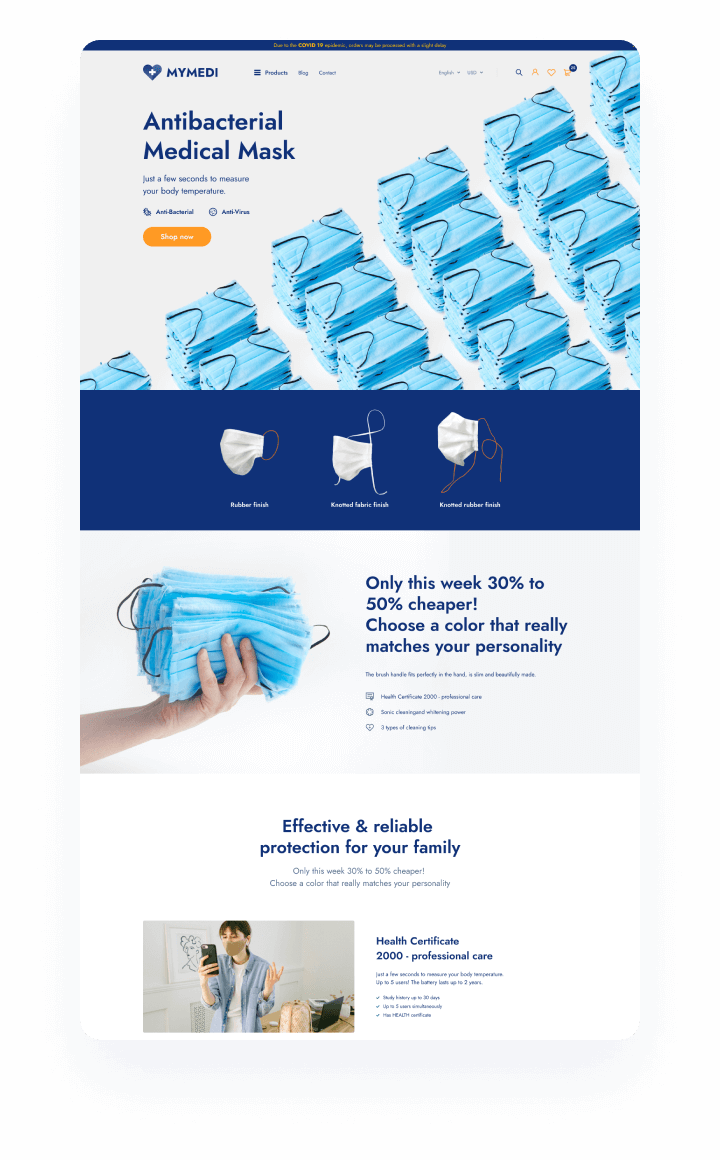 Due to the COVID 19 epidemic, orders may be processed with a slight delay
MYMEDI
Products Blog Contact
English USD
Antibacterial
Medical Mask
Just a few seconds to measure
your body temperature.
Anti-Bacterial Anti-Virus
Shop now
Rubber finish Knotted fabric finish Knotted rubber finish
Only this week 30% to
50% cheaper!
Choose a color that really
matches your personality
The brush handle fits perfectly in the hand, is slim and beautifully made.
Health Certificate 2000 - professional care
Sonic cleaningand whitening power
3 types of cleaning tips
Effective & reliable
protection for your family
Only this week 30% to 50% cheaper!
Choose a color that really matches your personality
Health Certificate
2000 - professional care
Just a few seconds to measure your body temperature.
Up to 5 users! The battery lasts up to 2 years.
Study history up to 30 days
Up to 5 users simultaneously
Has HEALTH certificate